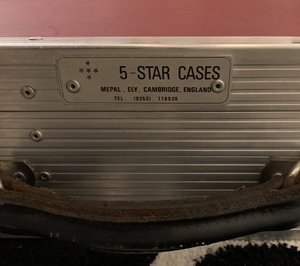 5-STAR CASES
MEPAL . ELY, CAMBRIDGE, ENGLAND
TEL. (0353) 778939